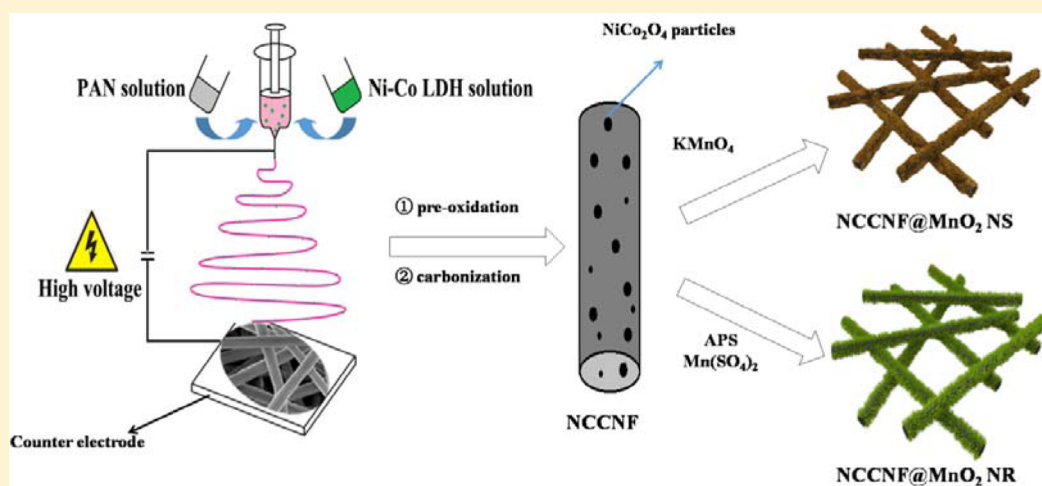 PAN solution
Ni-Co LDH solution
High voltage
Counter electrode
① pre-oxidation
② carbonization
NiCo₂O₄ particles
NCCNF
KMnO₄
NCCNF@MnO₂ NS
APS
Mn(SO₄)₂
NCCNF@MnO₂ NR